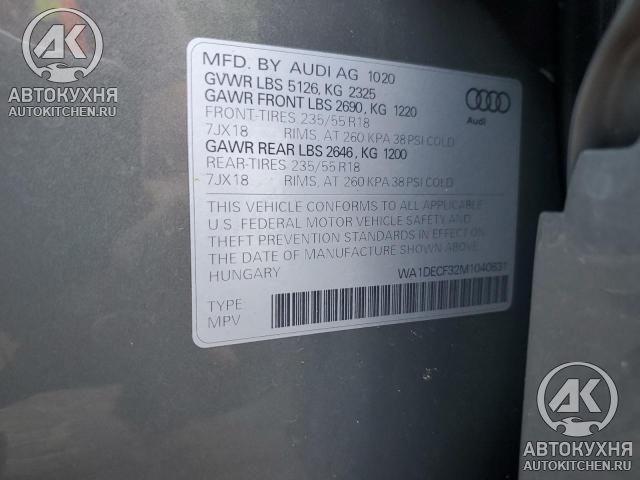 MFD. BY AUDI AG 1020
GVWR LBS 5126, KG 2325
GAWR FRONT LBS 2690, KG 1220
FRONT-TIRES 235/55 R18
7JX18 RIMS, AT 260 KPA 38 PSI COLD
GAWR REAR LBS 2646, KG 1200
REAR-TIRES 235/55 R18
7JX18 RIMS, AT 260 KPA 38 PSI COLD
Audi
THIS VEHICLE CONFORMS TO ALL APPLICABLE
U.S. FEDERAL MOTOR VEHICLE SAFETY AND
THEFT PREVENTION STANDARDS IN EFFECT ON
THE DATE OF MANUFACTURE SHOWN ABOVE.
HUNGARY WA1DECF32M1040631
TYPE
MPV
АК
АВТОКУХНЯ
AUTOKITCHEN.RU
АК
АВТОКУХНЯ
AUTOKITCHEN.RU